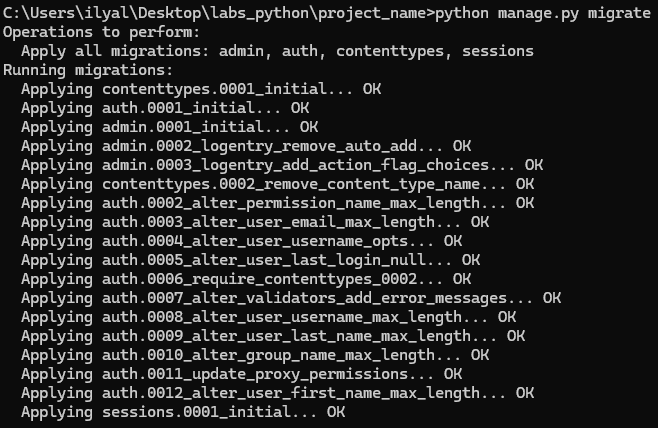 C:\Users\ilyal\Desktop\labs_python\project_name>python manage.py migrate
Operations to perform:
  Apply all migrations: admin, auth, contenttypes, sessions
Running migrations:
  Applying contenttypes.0001_initial... OK
  Applying auth.0001_initial... OK
  Applying admin.0001_initial... OK
  Applying admin.0002_logentry_remove_auto_add... OK
  Applying admin.0003_logentry_add_action_flag_choices... OK
  Applying contenttypes.0002_remove_content_type_name... OK
  Applying auth.0002_alter_permission_name_max_length... OK
  Applying auth.0003_alter_user_email_max_length... OK
  Applying auth.0004_alter_user_username_opts... OK
  Applying auth.0005_alter_user_last_login_null... OK
  Applying auth.0006_require_contenttypes_0002... OK
  Applying auth.0007_alter_validators_add_error_messages... OK
  Applying auth.0008_alter_user_username_max_length... OK
  Applying auth.0009_alter_user_last_name_max_length... OK
  Applying auth.0010_alter_group_name_max_length... OK
  Applying auth.0011_update_proxy_permissions... OK
  Applying auth.0012_alter_user_first_name_max_length... OK
  Applying sessions.0001_initial... OK